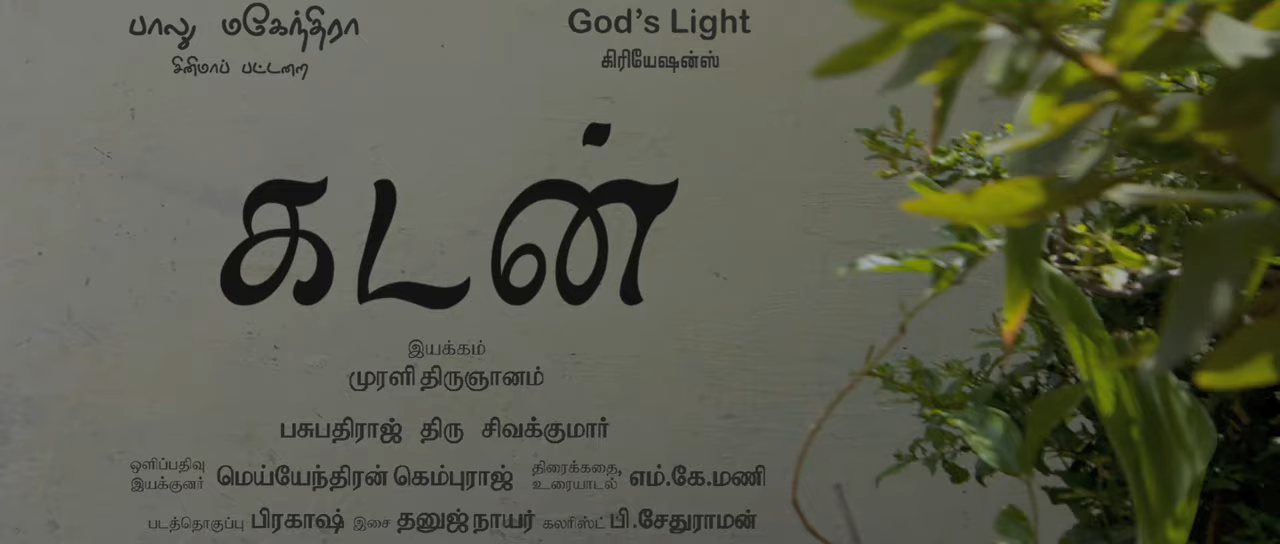 பாலு மகேந்திரா
சினிமாப் பட்டறை
God's Light
கிரியேஷன்ஸ்
கடன்
இயக்கம்
முரளி திருஞானம்
பசுபதிராஜ் திரு சிவக்குமார்
ஒளிப்பதிவு இயக்குனர் மெய்யேந்திரன் கெம்புராஜ் திரைக்கதை, உரையாடல் எம்.கே.மணி
படத்தொகுப்பு பிரகாஷ் இசை தனுஜ் நாயர் கலரிஸ்ட் பி.சேதுராமன்